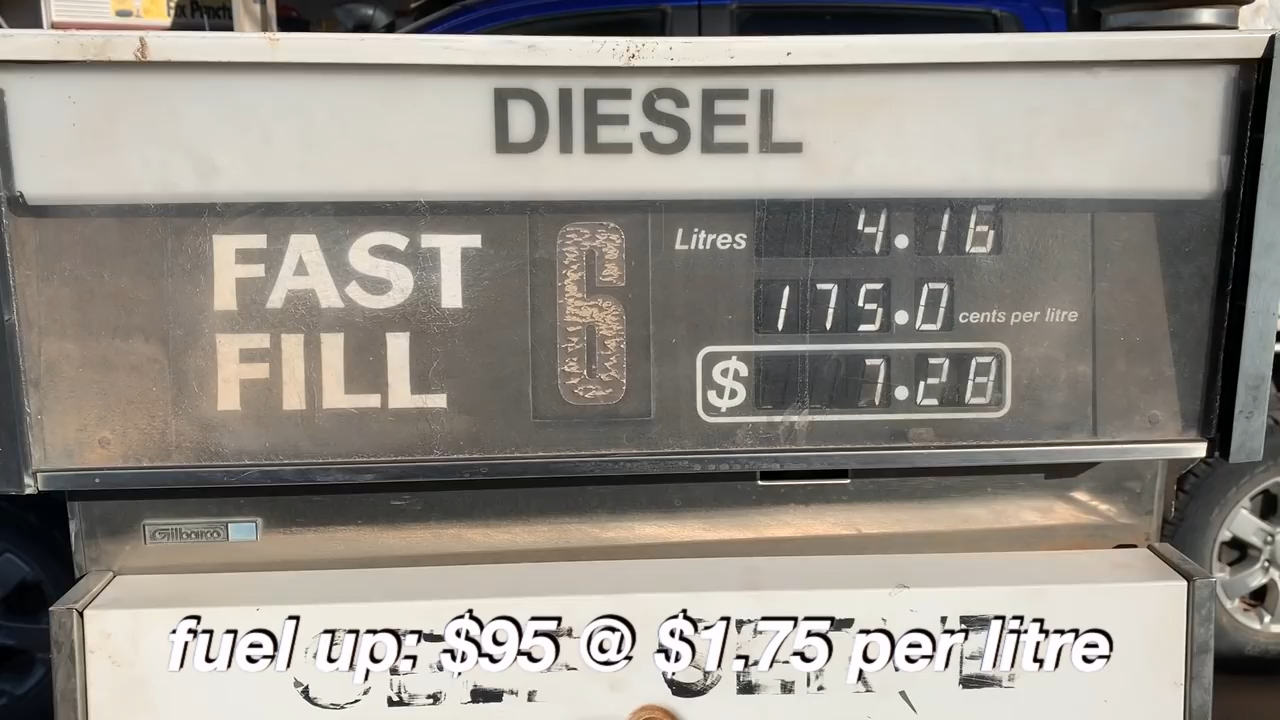 DIESEL
FAST
FILL
6
Litres 4.16
175.0 cents per litre
$ 7.28
Gilbarco
fuel up: $95 @ $1.75 per litre